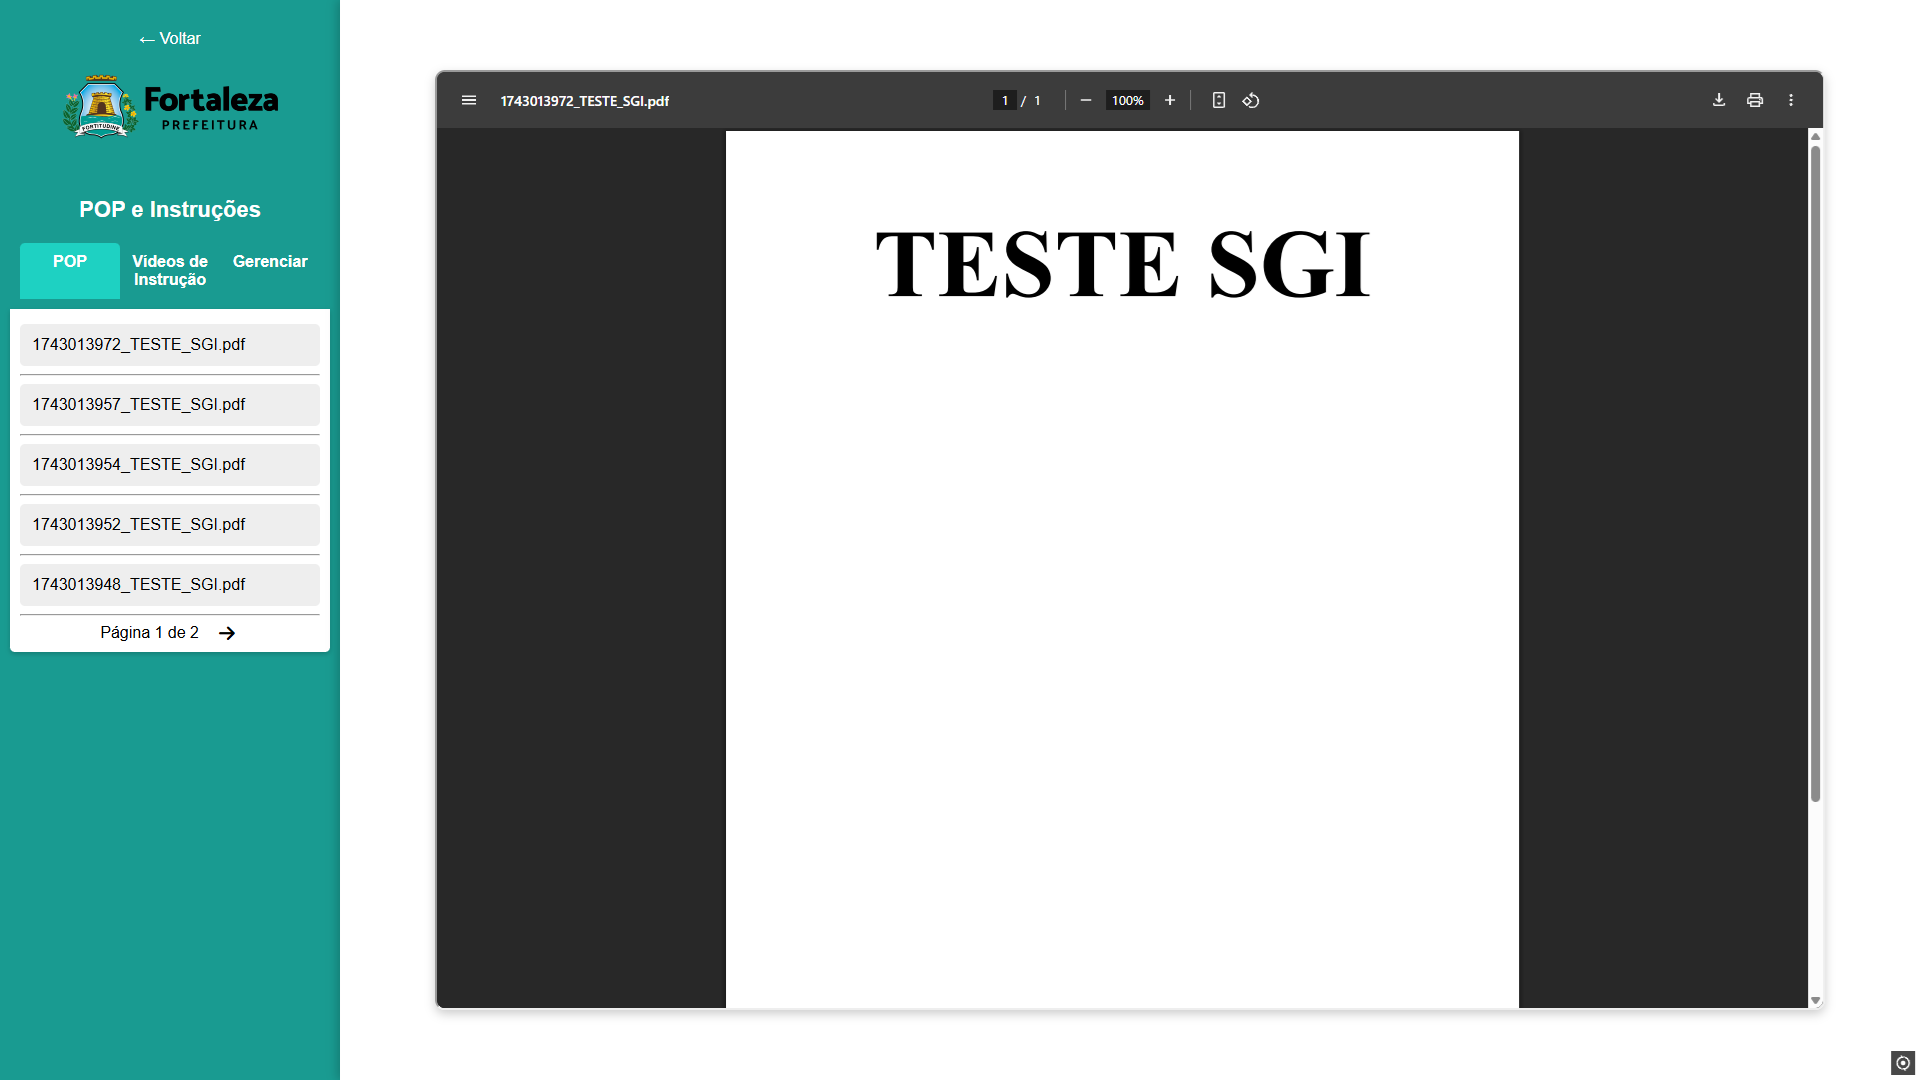 ← Voltar
FORTITUDINE
Fortaleza
PREFEITURA
POP e Instruções
POP
Vídeos de
Instrução
Gerenciar
1743013972_TESTE_SGI.pdf
1743013957_TESTE_SGI.pdf
1743013954_TESTE_SGI.pdf
1743013952_TESTE_SGI.pdf
1743013948_TESTE_SGI.pdf
Página 1 de 2 →
1743013972_TESTE_SGI.pdf
1 / 1
100%
TESTE SGI